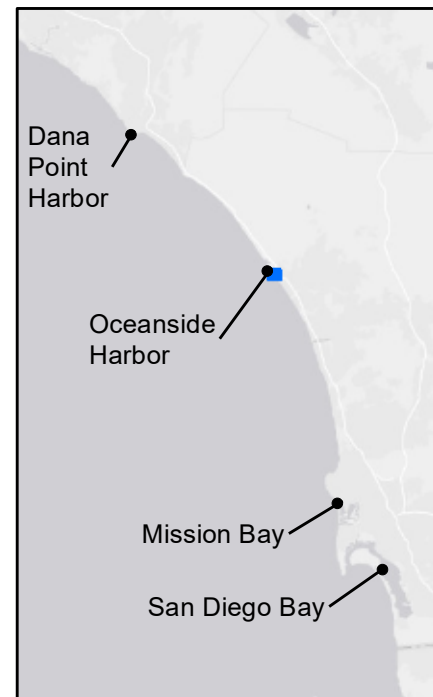 Dana
Point
Harbor
Oceanside
Harbor
Mission Bay
San Diego Bay